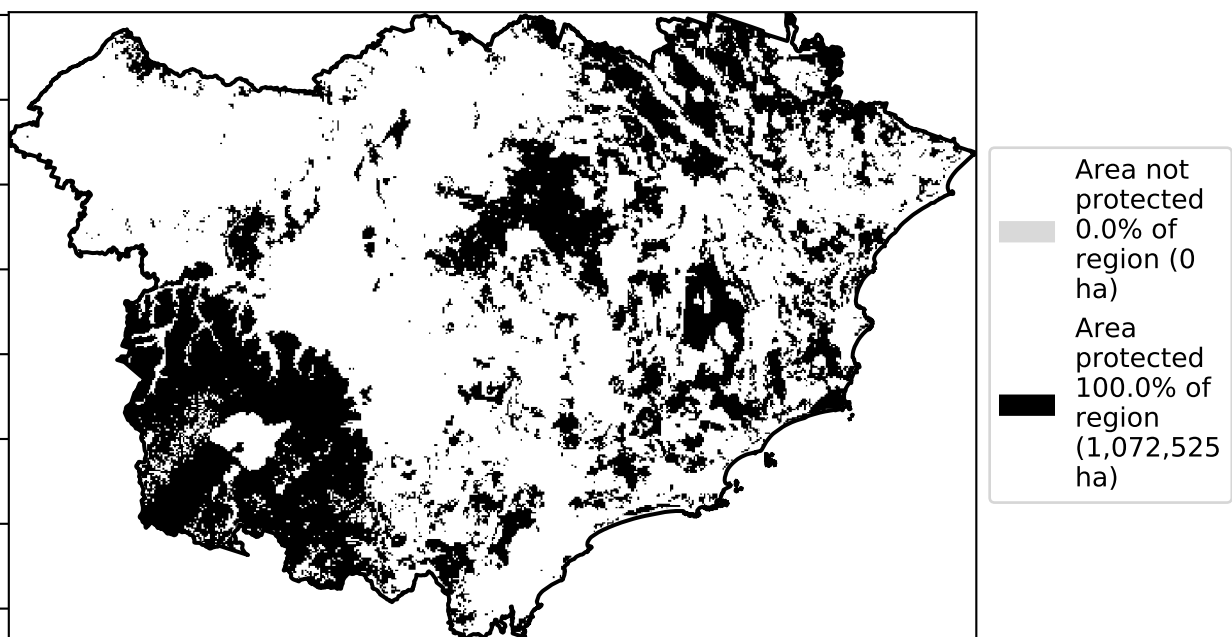 Area not
protected
0.0% of
region (0
ha)
Area
protected
100.0% of
region
(1,072,525
ha)